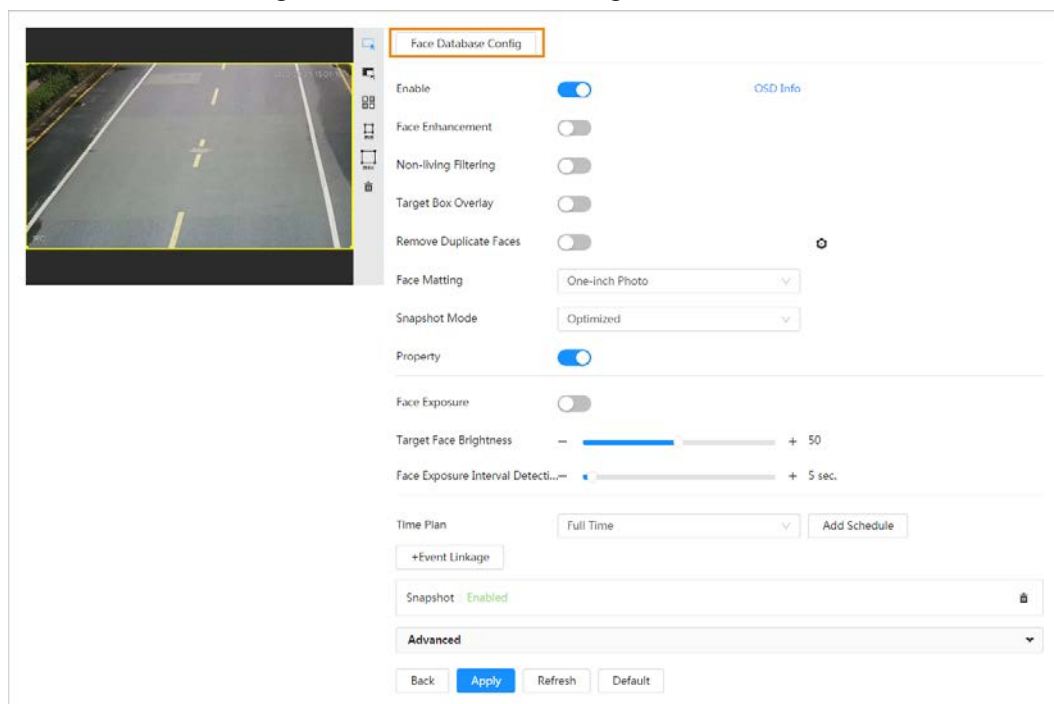 Face Database Config
Enable
OSD Info
Face Enhancement
Non-living Filtering
Target Box Overlay
Remove Duplicate Faces
Face Matting
One-inch Photo
Snapshot Mode
Optimized
Property
Face Exposure
Target Face Brightness
− + 50
Face Exposure Interval Detecti...
− + 5 sec.
Time Plan
Full Time
Add Schedule
+Event Linkage
Snapshot Enabled
Advanced
Back Apply Refresh Default